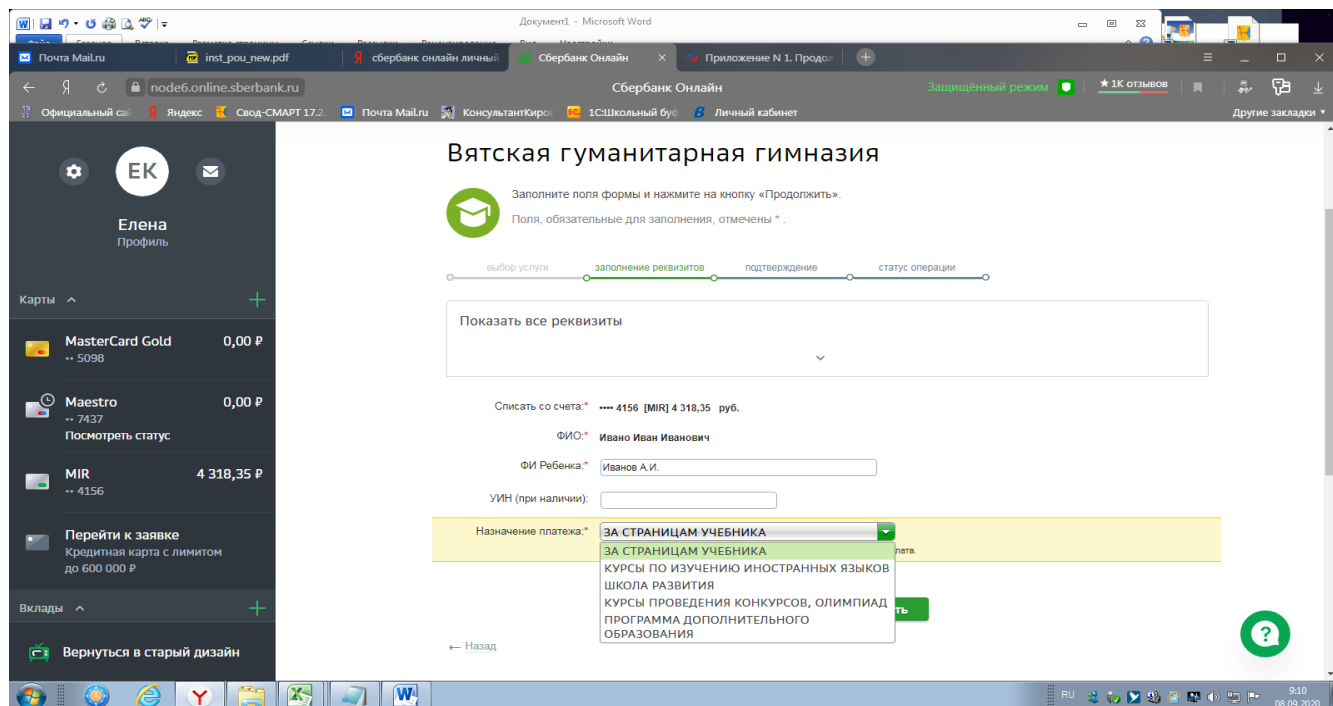 Документ1 - Microsoft Word
Почта Mail.ru
inst_pou_new.pdf
сбербанк онлайн личный
Сбербанк Онлайн
Приложение N 1. Продол
node6.online.sberbank.ru
Сбербанк Онлайн
Защищённый режим
★1К отзывов
Официальный сай
Яндекс
Свод-СМАРТ 17.2.
Почта Mail.ru
КонсультантКиров
1С:Школьный буф
Личный кабинет
Другие закладки
ЕК
Елена
Профиль
Карты
MasterCard Gold 0,00 ₽
•• 5098
Maestro 0,00 ₽
•• 7437
Посмотреть статус
MIR 4 318,35 ₽
•• 4156
Перейти к заявке
Кредитная карта с лимитом
до 600 000 ₽
Вклады
Вернуться в старый дизайн
Вятская гуманитарная гимназия
Заполните поля формы и нажмите на кнопку «Продолжить».
Поля, обязательные для заполнения, отмечены * .
выбор услуги
заполнение реквизитов
подтверждение
статус операции
Показать все реквизиты
Списать со счета:* •••• 4156 [MIR] 4 318,35 руб.
ФИО:* Ивано Иван Иванович
ФИ Ребенка:* Иванов А.И.
УИН (при наличии):
Назначение платежа:* ЗА СТРАНИЦАМ УЧЕБНИКА
ЗА СТРАНИЦАМ УЧЕБНИКА
КУРСЫ ПО ИЗУЧЕНИЮ ИНОСТРАННЫХ ЯЗЫКОВ
ШКОЛА РАЗВИТИЯ
КУРСЫ ПРОВЕДЕНИЯ КОНКУРСОВ, ОЛИМПИАД
ПРОГРАММА ДОПОЛНИТЕЛЬНОГО
ОБРАЗОВАНИЯ
← Назад
RU
9:10
08.09.2020